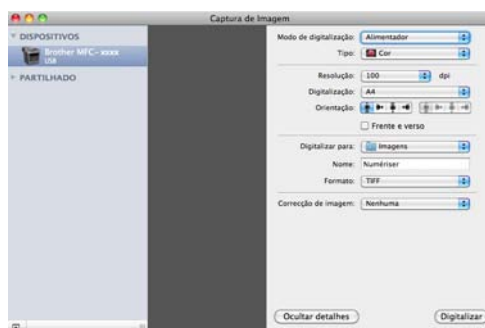 Captura de Imagem
DISPOSITIVOS
Brother MFC- xxxx
USB
PARTILHADO
Modo de digitalização: Alimentador
Tipo: Cor
Resolução: 100 dpi
Digitalização: A4
Orientação:
Frente e verso
Digitalizar para: Imagens
Nome: Numériser
Formato: TIFF
Correcção de imagem: Nenhuma
Ocultar detalhes
Digitalizar